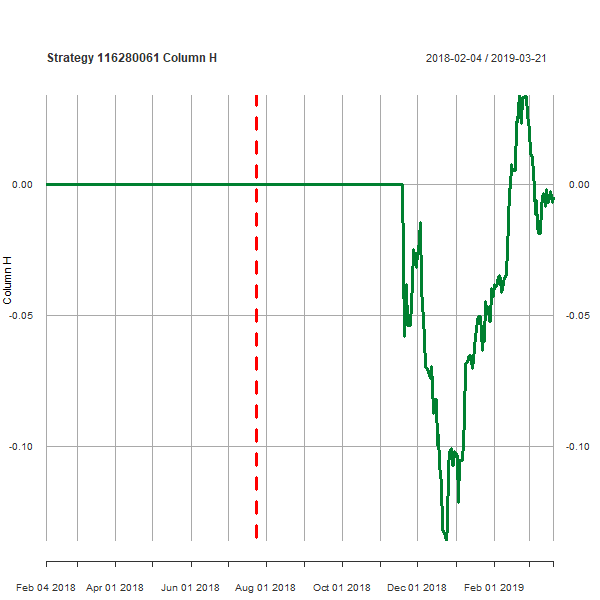 Strategy 116280061 Column H
2018-02-04 / 2019-03-21
Column H
0.00
0.00
-0.05
-0.05
-0.10
-0.10
Feb 04 2018
Apr 01 2018
Jun 01 2018
Aug 01 2018
Oct 01 2018
Dec 01 2018
Feb 01 2019